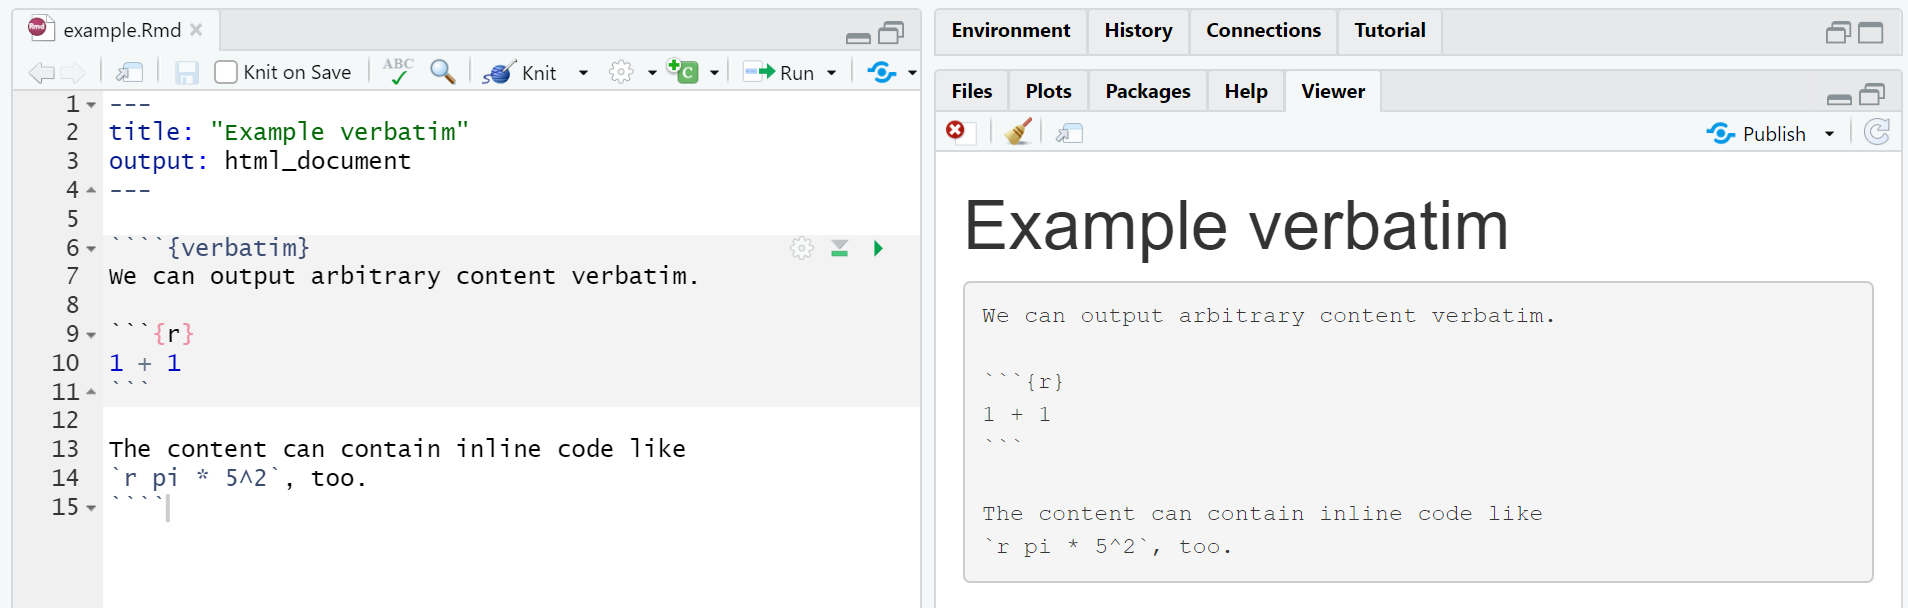 example.Rmd
Knit on Save ABC Knit Run
1 ---
2 title: "Example verbatim"
3 output: html_document
4 ---
5
6 ````{verbatim}
7 We can output arbitrary content verbatim.
8
9 ```{r}
10 1 + 1
11 ```
12
13 The content can contain inline code like
14 `r pi * 5^2`, too.
15 ````
Environment History Connections Tutorial
Files Plots Packages Help Viewer
Publish
Example verbatim
We can output arbitrary content verbatim.
```{r}
1 + 1
```
The content can contain inline code like
`r pi * 5^2`, too.